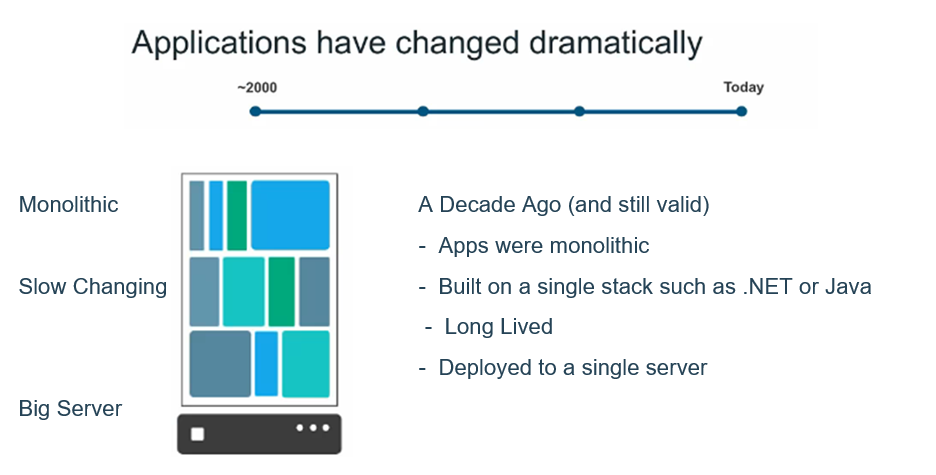 Applications have changed dramatically
~2000 Today
Monolithic
Slow Changing
Big Server
A Decade Ago (and still valid)
- Apps were monolithic
- Built on a single stack such as .NET or Java
- Long Lived
- Deployed to a single server